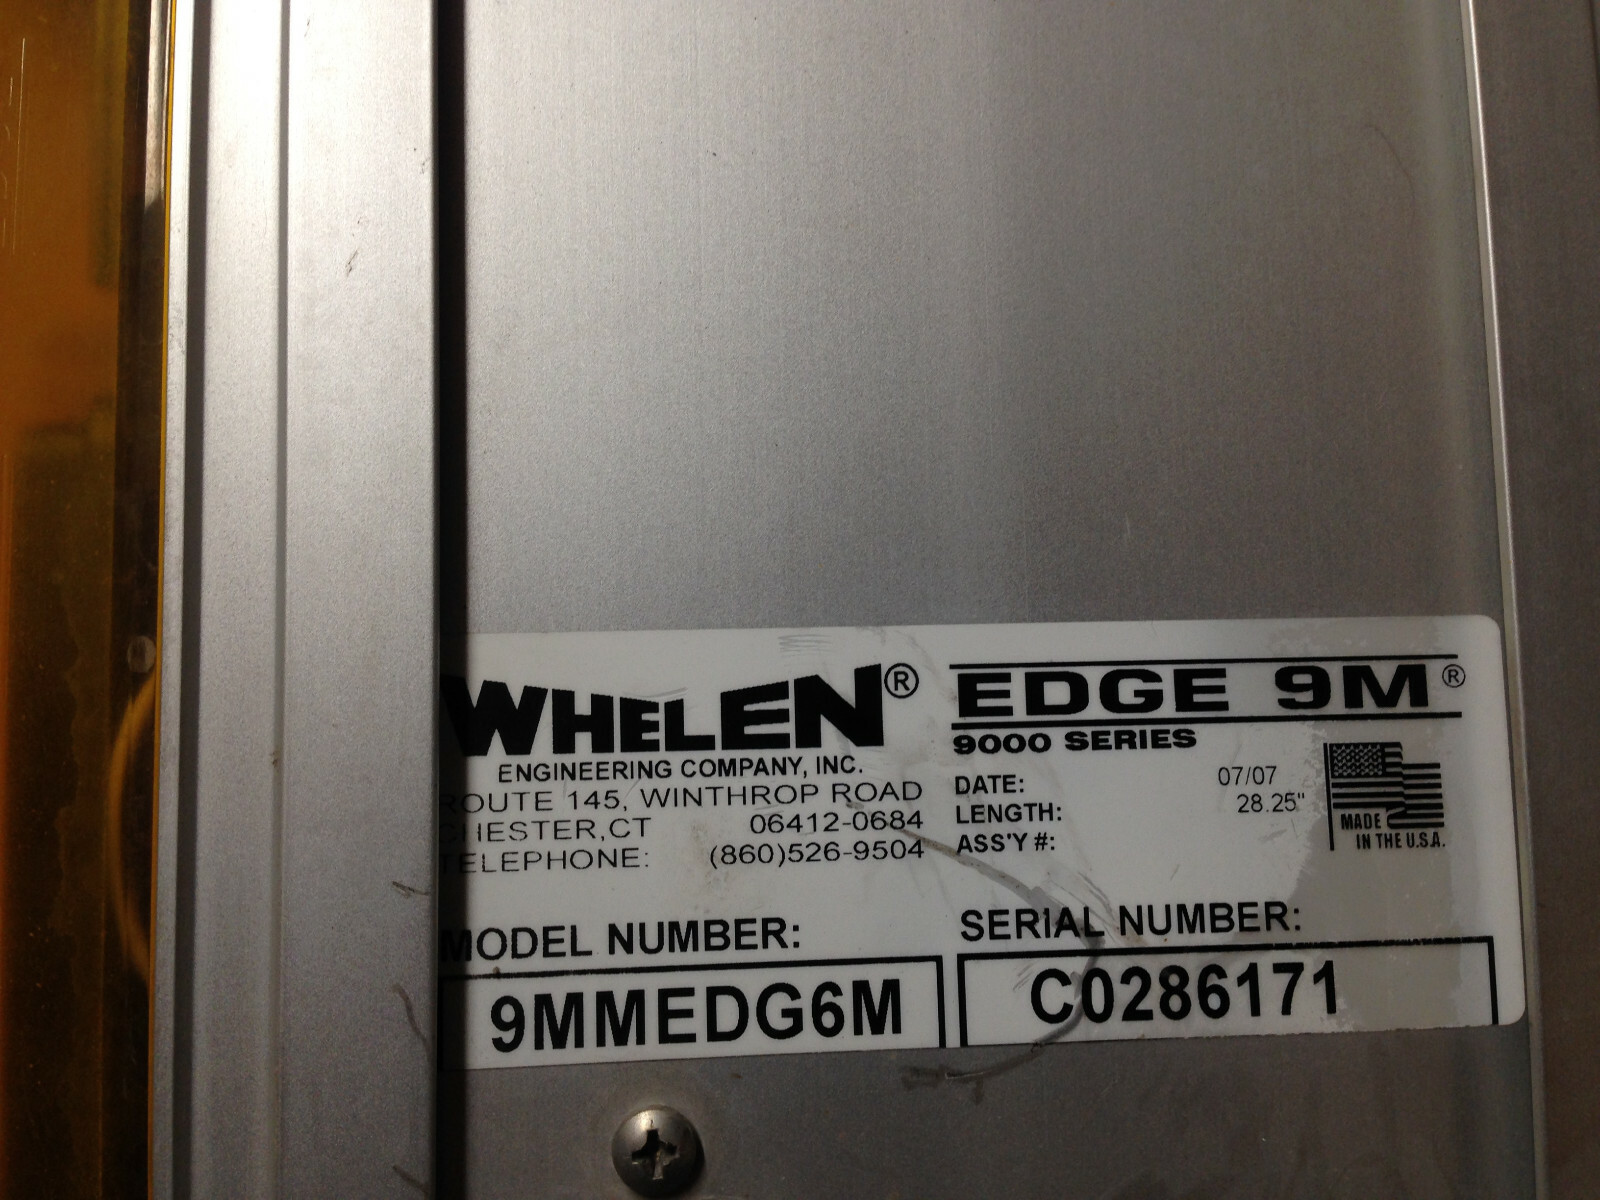 WHELEN®
ENGINEERING COMPANY, INC.
ROUTE 145, WINTHROP ROAD
CHESTER,CT 06412-0684
TELEPHONE: (860)526-9504
EDGE 9M®
9000 SERIES
DATE: 07/07
LENGTH: 28.25"
ASS'Y #:
MADE
IN THE U.S.A.
MODEL NUMBER:
9MMEDG6M
SERIAL NUMBER:
C0286171